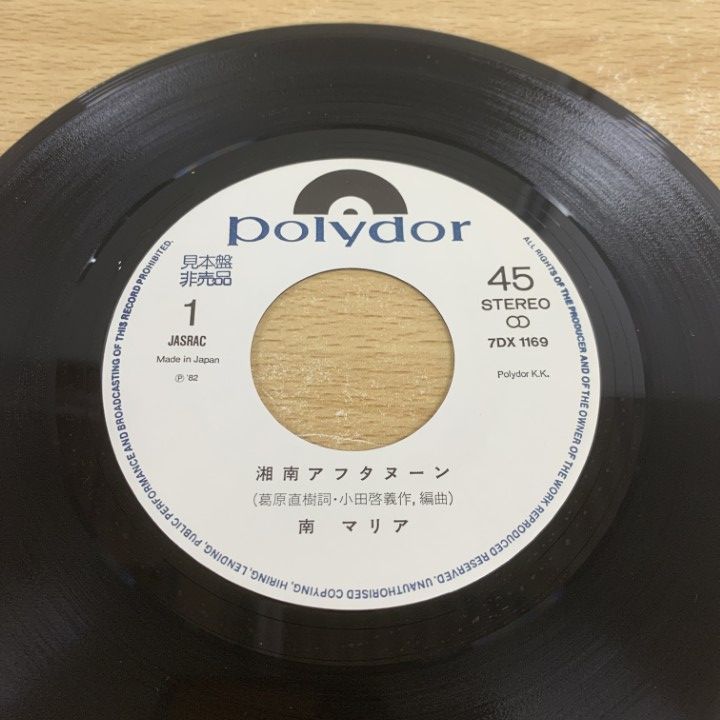 polydor
見本盤
非売品
1
JASRAC
Made in Japan
Ⓟ '82
45
STEREO
7DX 1169
Polydor K.K.
湘南アフタヌーン
(葛原直樹詞・小田啓義作,編曲)
南 マリア
ALL RIGHTS OF THE PRODUCER AND OF THE OWNER OF THE WORK REPRODUCED RESERVED. UNAUTHORISED COPYING, HIRING, LENDING, PUBLIC PERFORMANCE AND BROADCASTING OF THIS RECORD PROHIBITED.